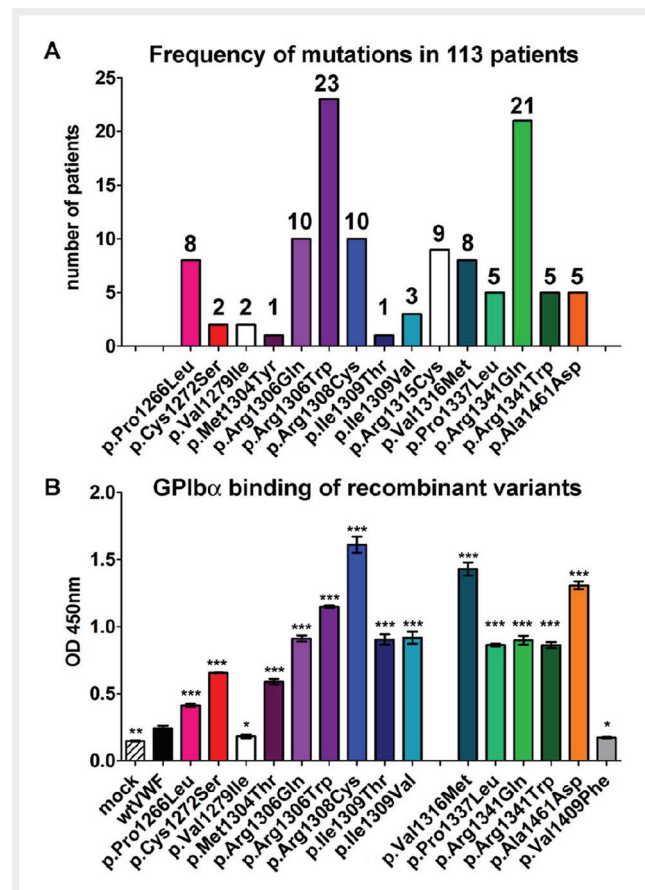 A
Frequency of mutations in 113 patients
number of patients
25
20
15
10
5
0
8
2
2
1
10
23
10
1
3
9
8
5
21
5
5
p.Pro1266Leu
p.Cys1272Ser
p.Val1279Ile
p.Met1304Tyr
p.Arg1306Gln
p.Arg1306Trp
p.Arg1308Cys
p.Ile1309Thr
p.Ile1309Val
p.Arg1315Cys
p.Val1316Met
p.Pro1337Leu
p.Arg1341Gln
p.Arg1341Trp
p.Ala1461Asp
B
GPIbα binding of recombinant variants
OD 450nm
2.0
1.5
1.0
0.5
0.0
**
***
***
*
***
***
***
***
***
***
***
***
***
***
***
*
mock
wtVWF
p.Pro1266Leu
p.Cys1272Ser
p.Val1279Ile
p.Met1304Thr
p.Arg1306Gln
p.Arg1306Trp
p.Arg1308Cys
p.Ile1309Thr
p.Ile1309Val
p.Val1316Met
p.Pro1337Leu
p.Arg1341Gln
p.Arg1341Trp
p.Ala1461Asp
p.Val1409Phe